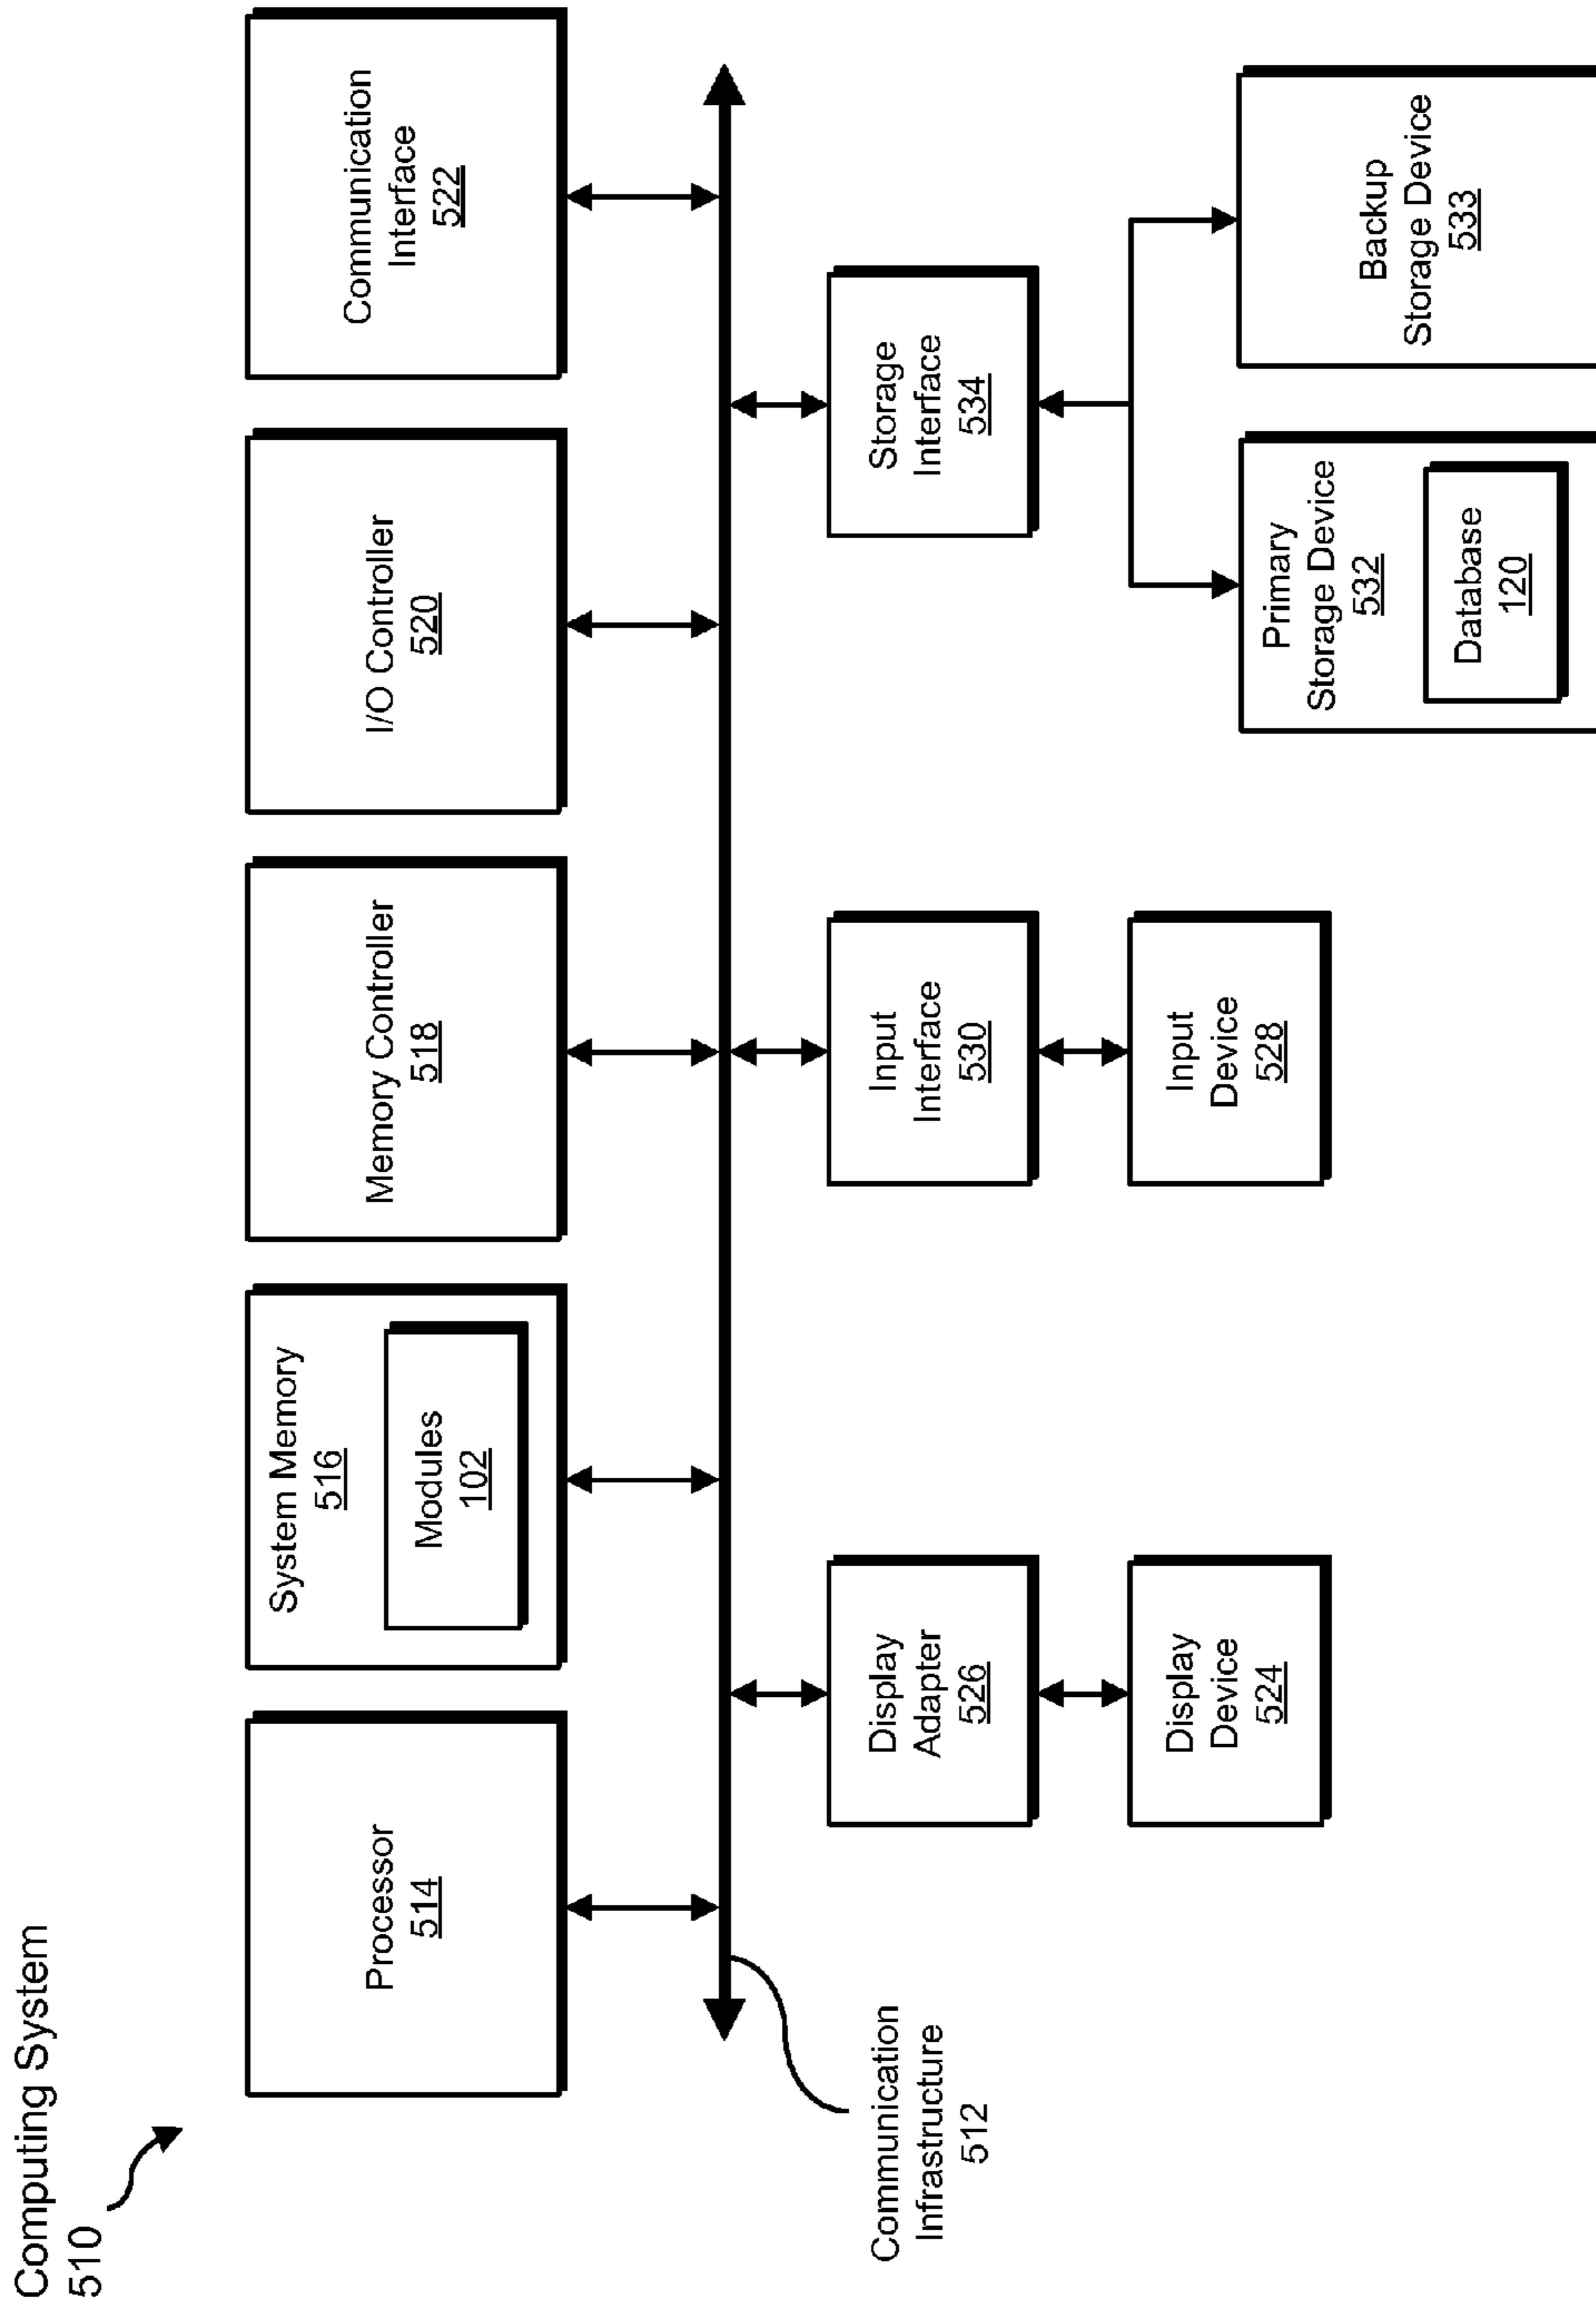 Computing System
510
Processor
514
System Memory
516
Modules
102
Memory Controller
518
I/O Controller
520
Communication
Interface
522
Communication
Infrastructure
512
Display
Adapter
526
Input
Interface
530
Storage
Interface
534
Display
Device
524
Input
Device
528
Primary
Storage Device
532
Database
120
Backup
Storage Device
533